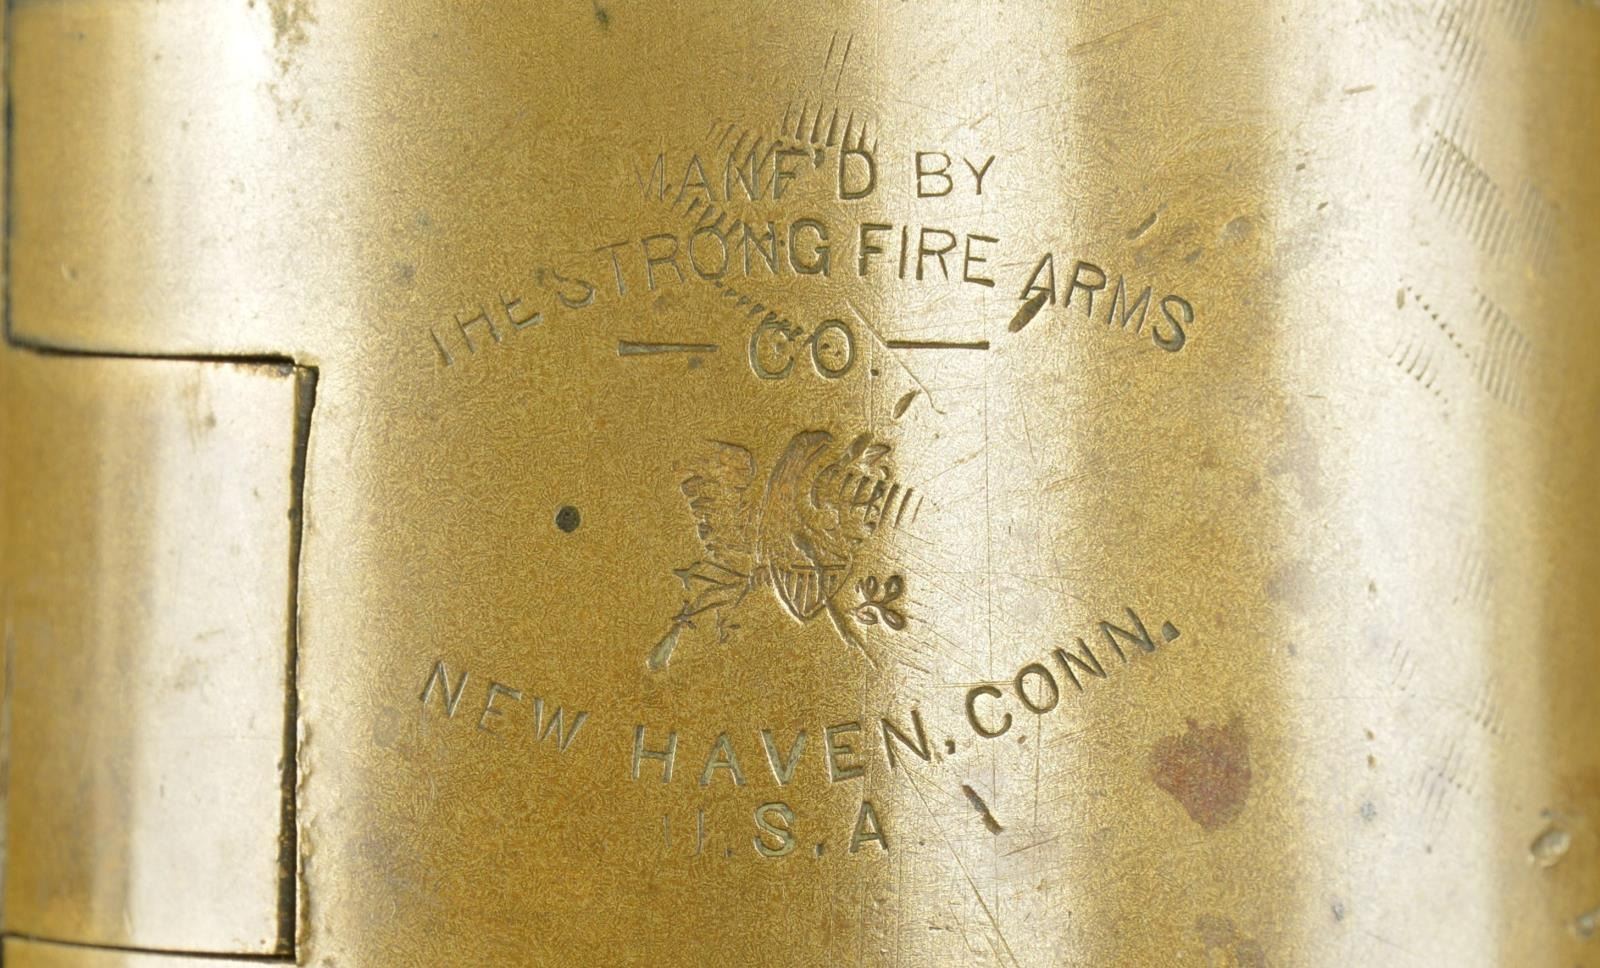 MANF'D BY
THE STRONG FIRE ARMS
— CO. —
NEW HAVEN, CONN.
U.S.A